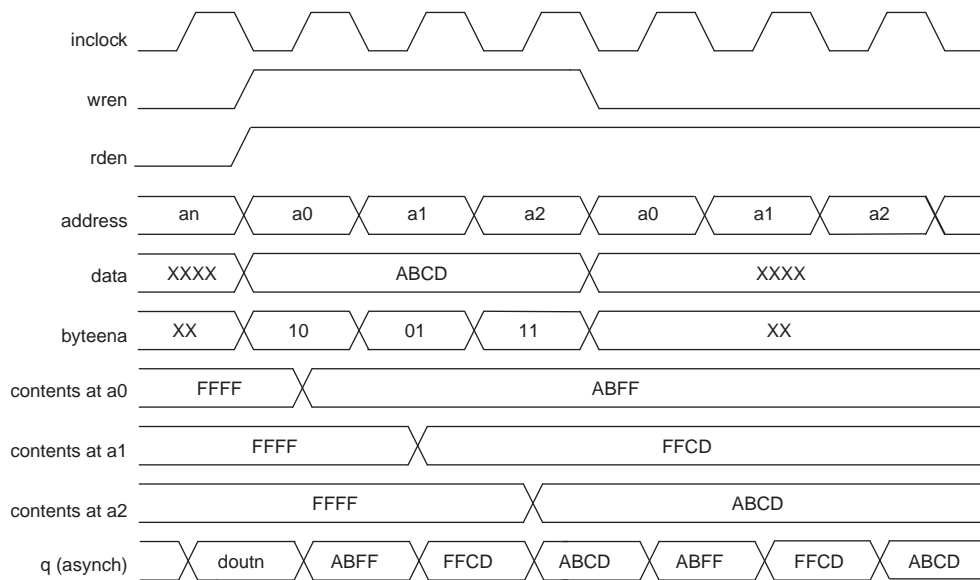 inclock
wren
rden
address an a0 a1 a2 a0 a1 a2
data XXXX ABCD XXXX
byteena XX 10 01 11 XX
contents at a0 FFFF ABFF
contents at a1 FFFF FFCD
contents at a2 FFFF ABCD
q (asynch) doutn ABFF FFCD ABCD ABFF FFCD ABCD